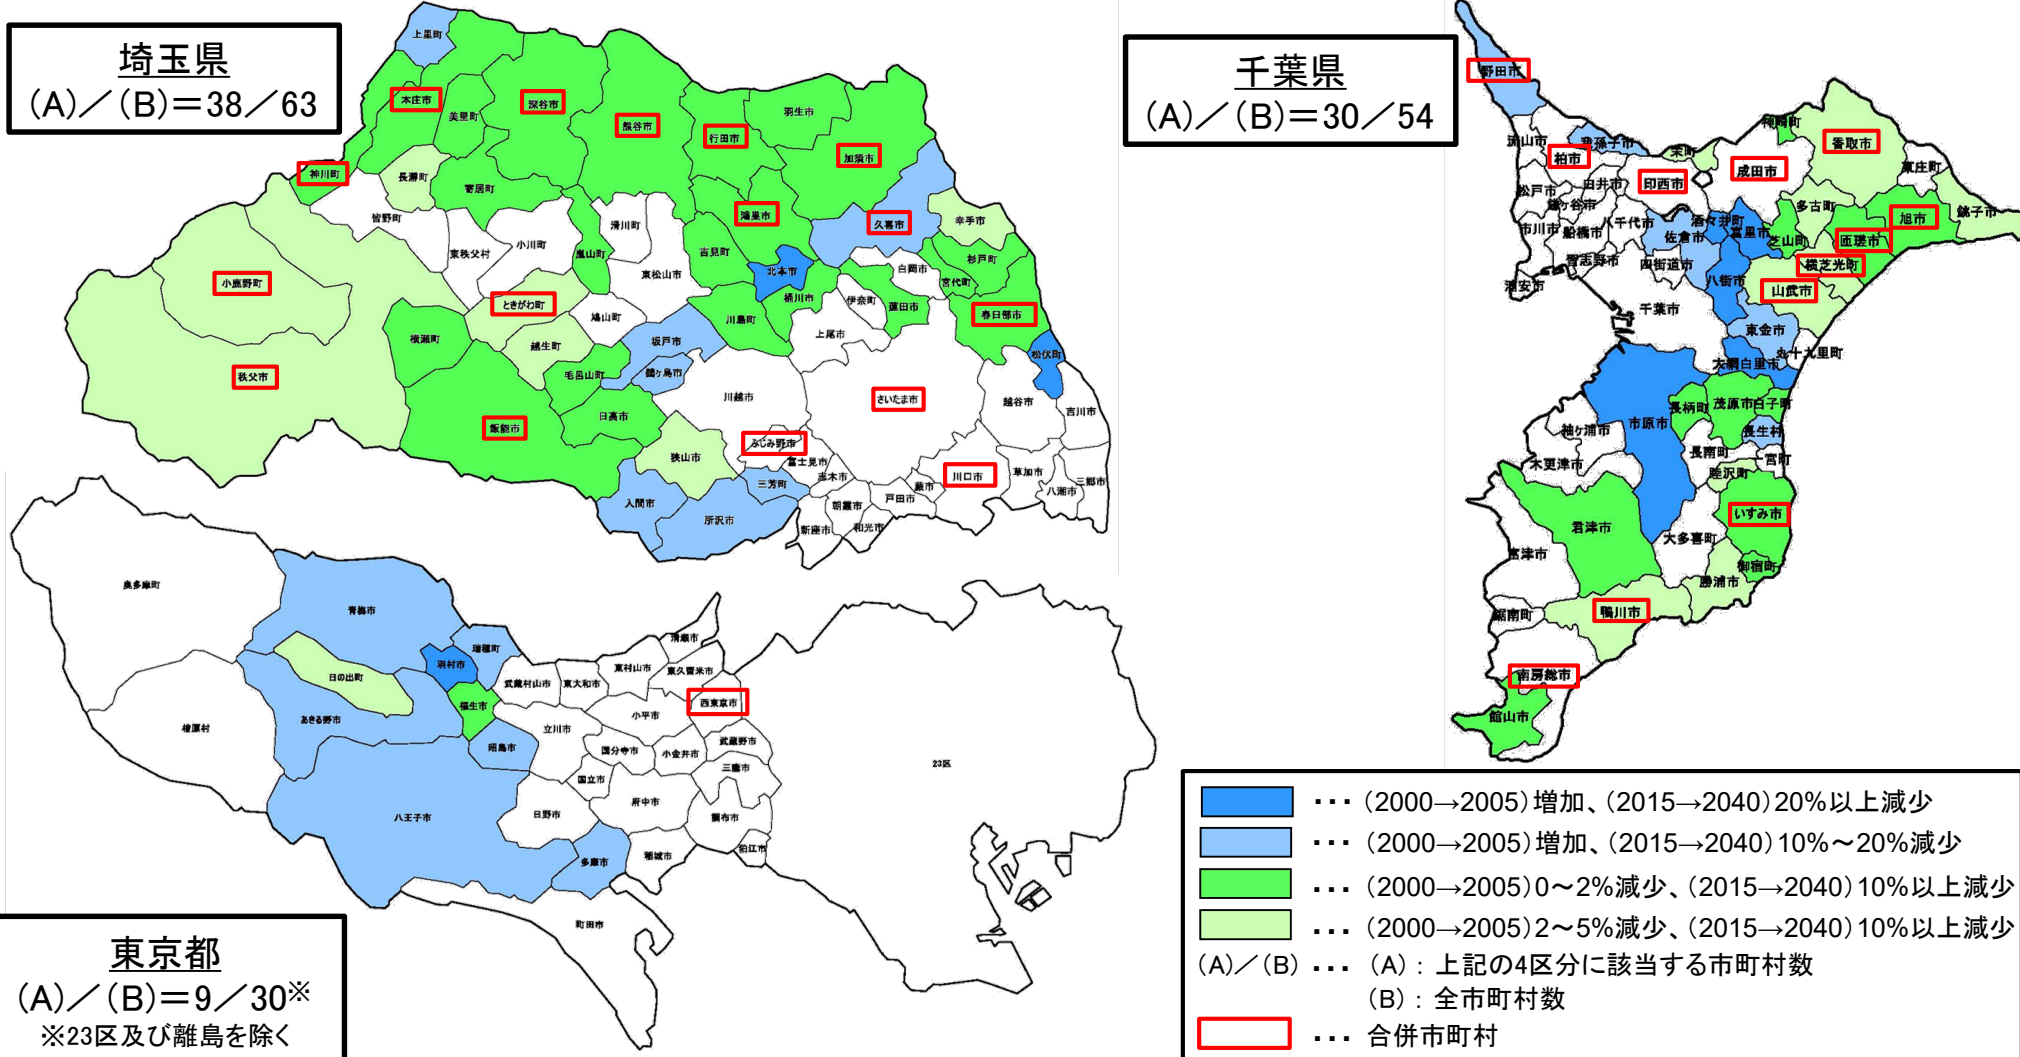 埼玉県
(A)／(B)＝38／63
上里町
本庄市
美里町
深谷市
熊谷市
行田市
羽生市
加須市
神川町
長瀞町
寄居町
鴻巣市
久喜市
幸手市
皆野町
東秩父村
小川町
嵐山町
滑川町
東松山市
吉見町
北本市
桶川市
白岡市
杉戸町
宮代町
小鹿野町
ときがわ町
鳩山町
川島町
伊奈町
蓮田市
春日部市
上尾市
松伏町
横瀬町
越生町
坂戸市
毛呂山町
鶴ヶ島市
秩父市
日高市
川越市
さいたま市
越谷市
吉川市
飯能市
狭山市
ふじみ野市
富士見市
三芳町
志木市
川口市
草加市
三郷市
八潮市
入間市
所沢市
朝霞市
新座市
和光市
戸田市
蕨市
千葉県
(A)／(B)＝30／54
野田市
流山市
我孫子市
柏市
栄町
神崎町
香取市
東庄町
成田市
印西市
松戸市
白井市
鎌ヶ谷市
八千代市
酒々井町
多古町
旭市
銚子市
市川市
船橋市
佐倉市
富里市
芝山町
匝瑳市
習志野市
四街道市
横芝光町
浦安市
八街市
山武市
千葉市
東金市
九十九里町
大網白里市
市原市
長柄町
茂原市
白子町
袖ヶ浦市
長生村
木更津市
長南町
一宮町
睦沢町
いすみ市
君津市
大多喜町
富津市
御宿町
勝浦市
鋸南町
鴨川市
南房総市
館山市
奥多摩町
青梅市
瑞穂町
羽村市
日の出町
福生市
あきる野市
檜原村
昭島市
八王子市
武蔵村山市
東大和市
東村山市
清瀬市
東久留米市
西東京市
小平市
立川市
国分寺市
小金井市
武蔵野市
三鷹市
国立市
府中市
日野市
調布市
狛江市
稲城市
多摩市
町田市
23区
東京都
(A)／(B)＝9／30※
※23区及び離島を除く
･･･ (2000→2005)増加、(2015→2040)20%以上減少
･･･ (2000→2005)増加、(2015→2040)10%～20%減少
･･･ (2000→2005)0～2%減少、(2015→2040)10%以上減少
･･･ (2000→2005)2～5%減少、(2015→2040)10%以上減少
(A)／(B) ･･･ (A)：上記の4区分に該当する市町村数
(B)：全市町村数
･･･ 合併市町村